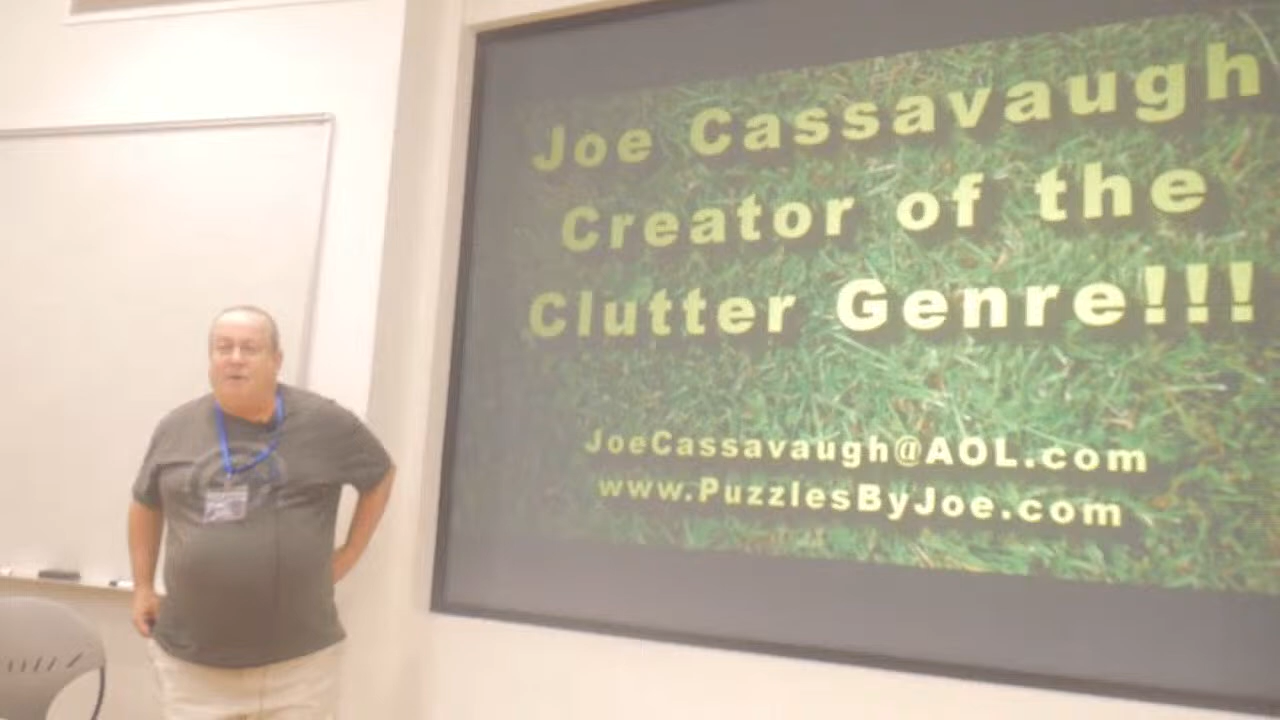 Joe Cassavaugh
Creator of the
Clutter Genre!!!
JoeCassavaugh@AOL.com
www.PuzzlesByJoe.com